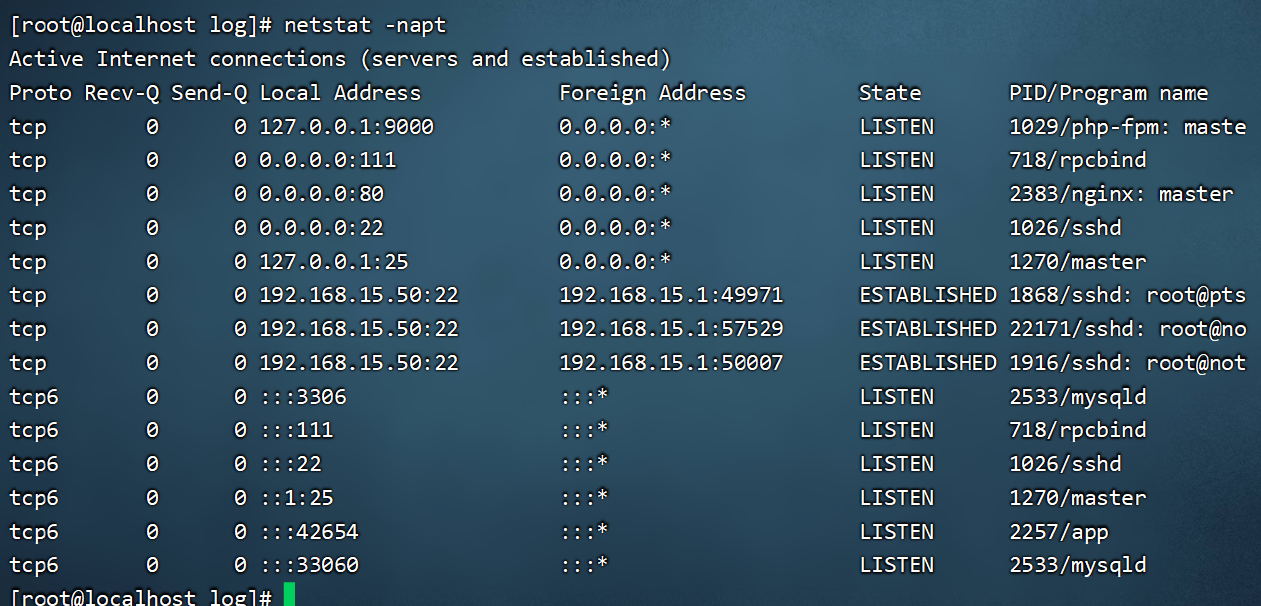 [root@localhost log]# netstat -napt
Active Internet connections (servers and established)
Proto Recv-Q Send-Q Local Address           Foreign Address         State       PID/Program name
tcp        0      0 127.0.0.1:9000          0.0.0.0:*               LISTEN      1029/php-fpm: maste
tcp        0      0 0.0.0.0:111             0.0.0.0:*               LISTEN      718/rpcbind
tcp        0      0 0.0.0.0:80              0.0.0.0:*               LISTEN      2383/nginx: master
tcp        0      0 0.0.0.0:22              0.0.0.0:*               LISTEN      1026/sshd
tcp        0      0 127.0.0.1:25            0.0.0.0:*               LISTEN      1270/master
tcp        0      0 192.168.15.50:22        192.168.15.1:49971      ESTABLISHED 1868/sshd: root@pts
tcp        0      0 192.168.15.50:22        192.168.15.1:57529      ESTABLISHED 22171/sshd: root@no
tcp        0      0 192.168.15.50:22        192.168.15.1:50007      ESTABLISHED 1916/sshd: root@not
tcp6       0      0 :::3306                 :::*                    LISTEN      2533/mysqld
tcp6       0      0 :::111                  :::*                    LISTEN      718/rpcbind
tcp6       0      0 :::22                   :::*                    LISTEN      1026/sshd
tcp6       0      0 ::1:25                  :::*                    LISTEN      1270/master
tcp6       0      0 :::42654                :::*                    LISTEN      2257/app
tcp6       0      0 :::33060                :::*                    LISTEN      2533/mysqld
[root@localhost log]#